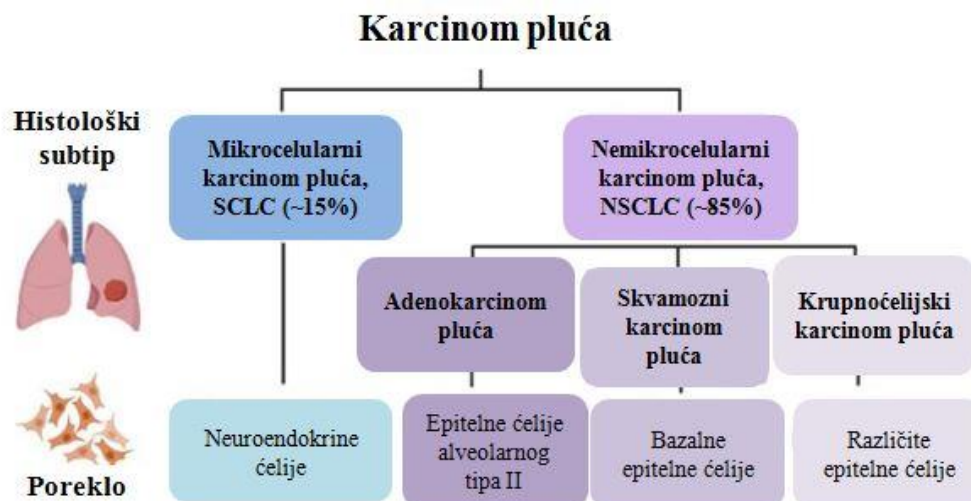 Karcinom pluća
Histološki
subtip
Mikrocelularni
karcinom pluća,
SCLC (~15%)
Nemikrocelularni
karcinom pluća,
NSCLC (~85%)
Adenokarcinom
pluća
Skvamozni
karcinom
pluća
Krupnoćelijski
karcinom pluća
Poreklo
Neuroendokrine
ćelije
Epitelne ćelije
alveolarnog
tipa II
Bazalne
epitelne ćelije
Različite
epitelne ćelije